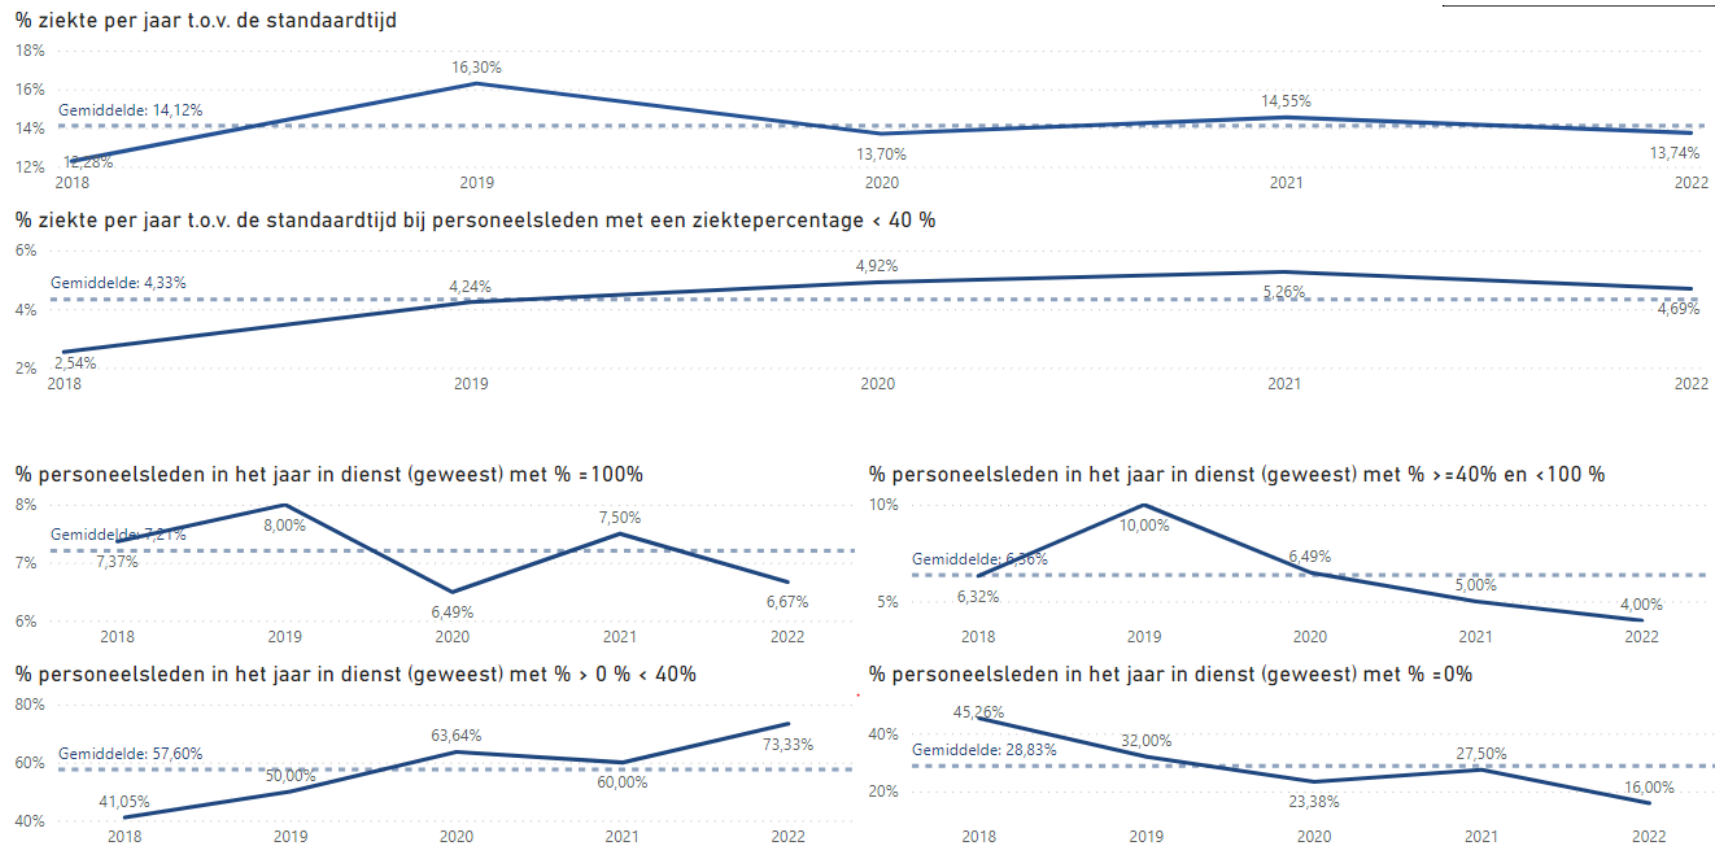 % ziekte per jaar t.o.v. de standaardtijd
18%
16,30%
16%
Gemiddelde: 14,12%
14,55%
14%
13,70%
13,74%
12,28%
12%
2018 2019 2020 2021 2022
% ziekte per jaar t.o.v. de standaardtijd bij personeelsleden met een ziektepercentage < 40 %
6%
4,92%
Gemiddelde: 4,33%
4,24%
5,26%
4%
4,69%
2,54%
2%
2018 2019 2020 2021 2022
% personeelsleden in het jaar in dienst (geweest) met % =100%
8%
8,00%
7,50%
Gemiddelde: 7,21%
7%
7,37%
6,67%
6,49%
6%
2018 2019 2020 2021 2022
% personeelsleden in het jaar in dienst (geweest) met % >=40% en <100 %
10%
10,00%
6,49%
Gemiddelde: 6,36%
5,00%
6,32%
5%
4,00%
2018 2019 2020 2021 2022
% personeelsleden in het jaar in dienst (geweest) met % > 0 % < 40%
80%
63,64%
73,33%
Gemiddelde: 57,60%
60%
50,00%
60,00%
41,05%
40%
2018 2019 2020 2021 2022
% personeelsleden in het jaar in dienst (geweest) met % =0%
45,26%
40%
32,00%
Gemiddelde: 28,83%
27,50%
20%
16,00%
23,38%
2018 2019 2020 2021 2022